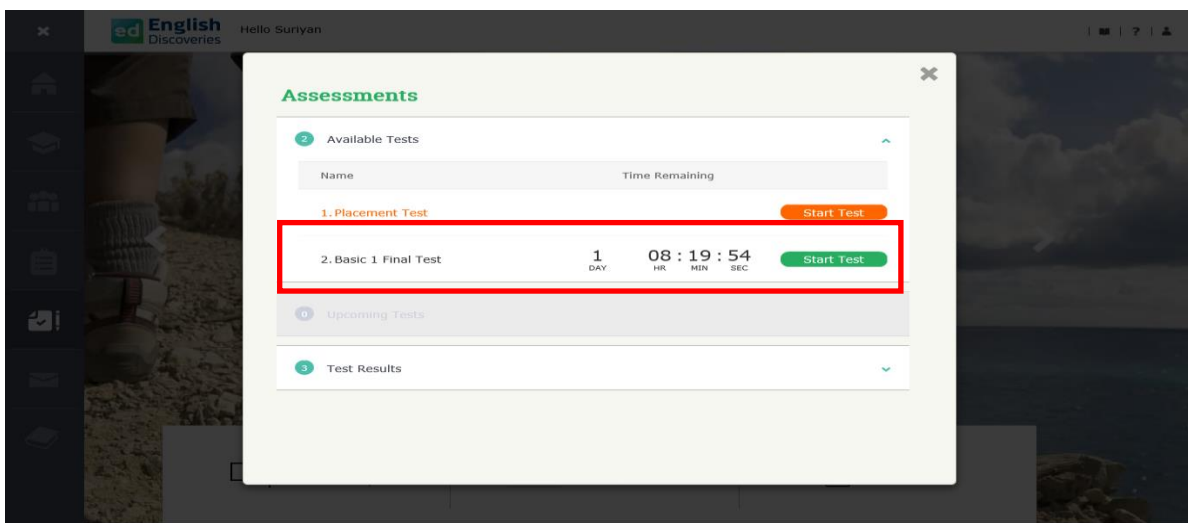 ed English Discoveries
Hello Suriyan
| | ? |
Assessments
2 Available Tests
Name Time Remaining
1. Placement Test Start Test
2. Basic 1 Final Test 1 08 : 19 : 54 Start Test
DAY HR MIN SEC
0 Upcoming Tests
3 Test Results